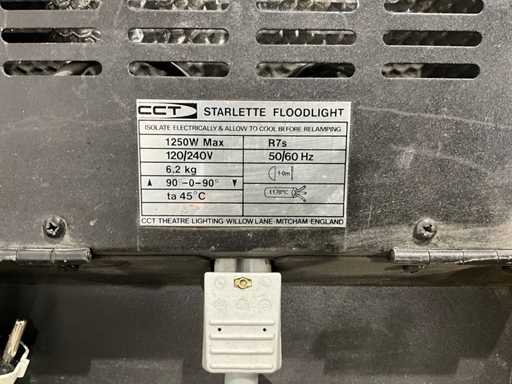 CCT STARLETTE FLOODLIGHT
ISOLATE ELECTRICALLY & ALLOW TO COOL BEFORE RELAMPING
1250W Max R7s
120/240V 50/60 Hz
6.2 kg 1·0m
▲ 90°-0-90° ▼ t170°C
ta 45°C
CCT THEATRE LIGHTING·WILLOW LANE·MITCHAM ENGLAND